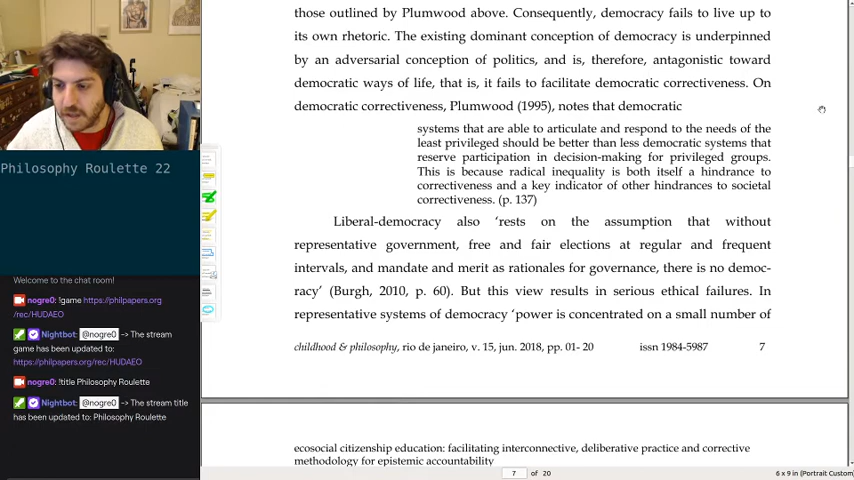 those outlined by Plumwood above. Consequently, democracy fails to live up to
its own rhetoric. The existing dominant conception of democracy is underpinned
by an adversarial conception of politics, and is, therefore, antagonistic toward
democratic ways of life, that is, it fails to facilitate democratic correctiveness. On
democratic correctiveness, Plumwood (1995), notes that democratic
systems that are able to articulate and respond to the needs of the
least privileged should be better than less democratic systems that
reserve participation in decision-making for privileged groups.
This is because radical inequality is both itself a hindrance to
correctiveness and a key indicator of other hindrances to societal
correctiveness. (p. 137)
Liberal-democracy also ‘rests on the assumption that without
representative government, free and fair elections at regular and frequent
intervals, and mandate and merit as rationales for governance, there is no democ-
racy’ (Burgh, 2010, p. 60). But this view results in serious ethical failures. In
representative systems of democracy ‘power is concentrated on a small number of
childhood & philosophy, rio de janeiro, v. 15, jun. 2018, pp. 01- 20 issn 1984-5987 7
ecosocial citizenship education: facilitating interconnective, deliberative practice and corrective
methodology for epistemic accountability
7 of 20
6 x 9 in (Portrait Custom
Philosophy Roulette 22
Welcome to the chat room!
nogre0: !game https://philpapers.org
/rec/HUDAEO
Nightbot: @nogre0 -> The stream
game has been updated to:
https://philpapers.org/rec/HUDAEO
nogre0: !title Philosophy Roulette
Nightbot: @nogre0 -> The stream title
has been updated to: Philosophy Roulette